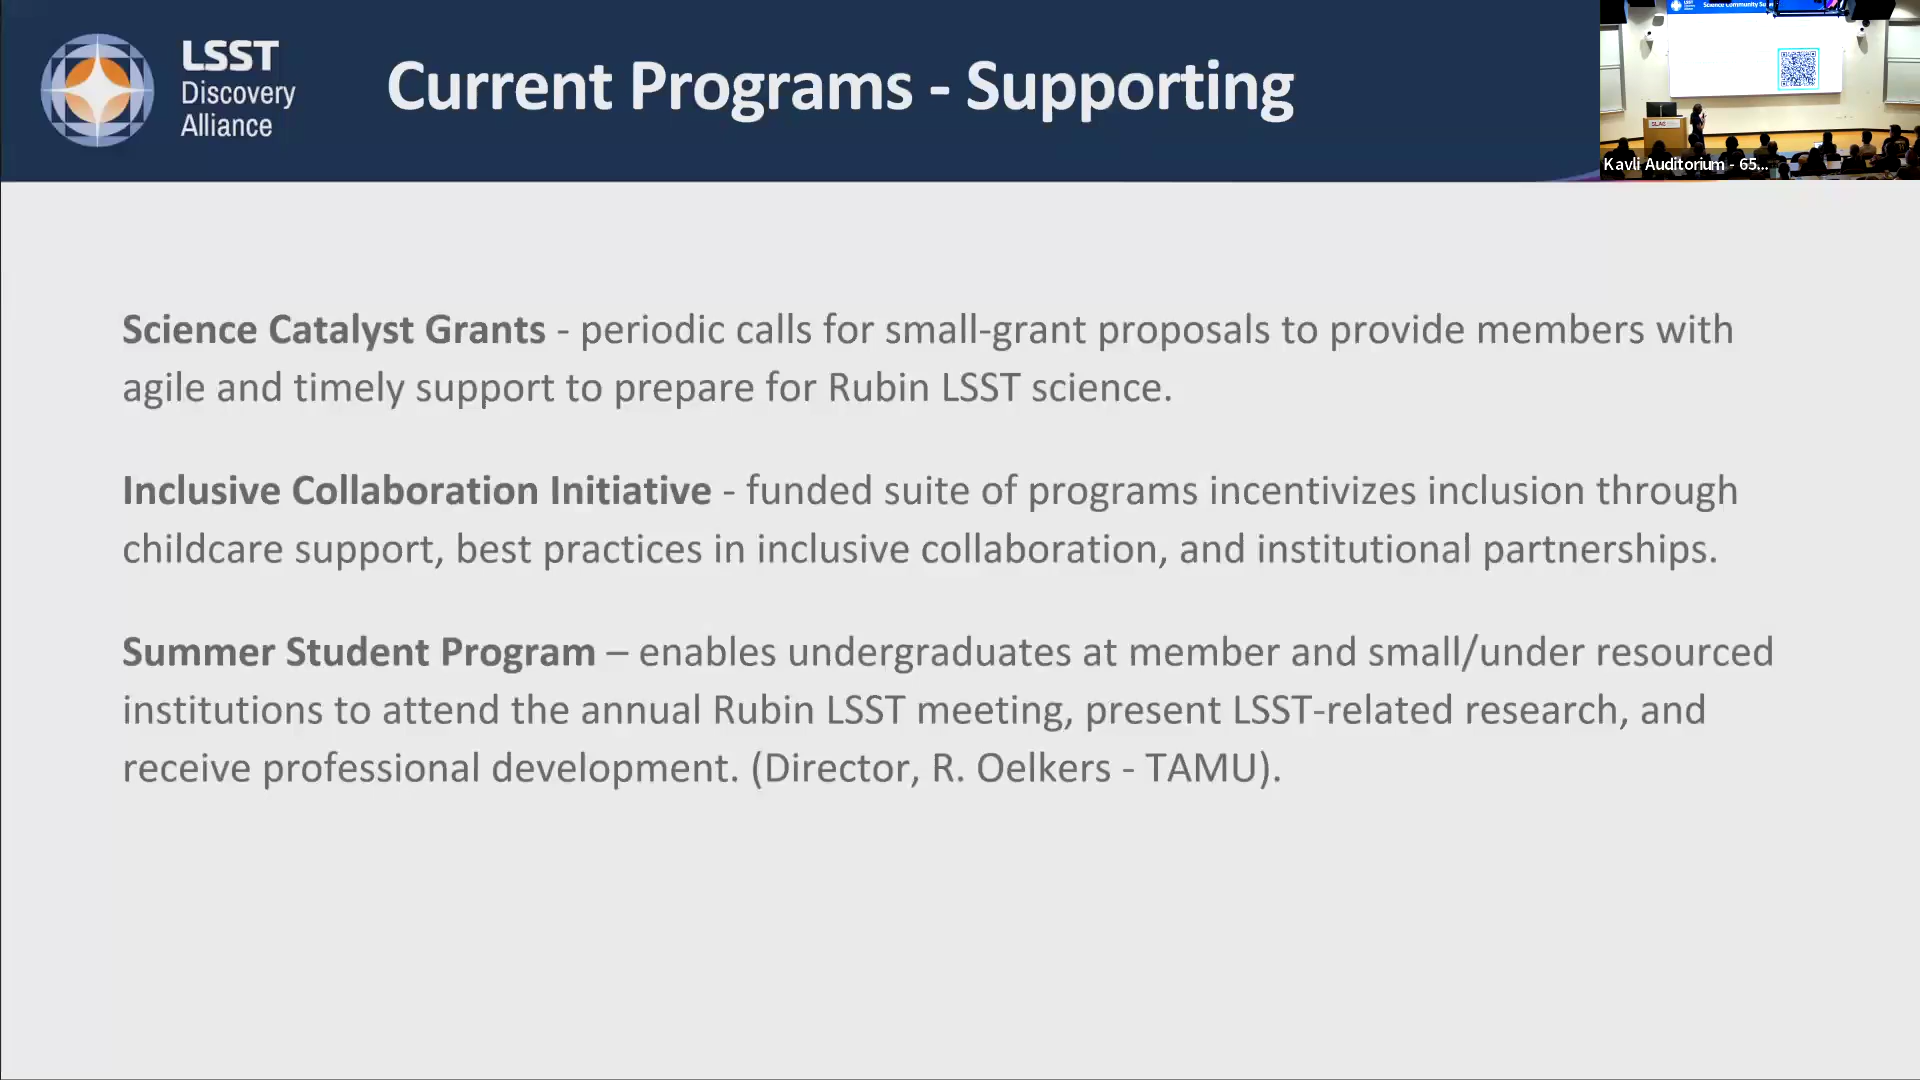 LSST
Discovery
Alliance
Current Programs - Supporting
Science Community
SLAC
Kavli Auditorium - 65...
Science Catalyst Grants - periodic calls for small-grant proposals to provide members with
agile and timely support to prepare for Rubin LSST science.
Inclusive Collaboration Initiative - funded suite of programs incentivizes inclusion through
childcare support, best practices in inclusive collaboration, and institutional partnerships.
Summer Student Program – enables undergraduates at member and small/under resourced
institutions to attend the annual Rubin LSST meeting, present LSST-related research, and
receive professional development. (Director, R. Oelkers - TAMU).